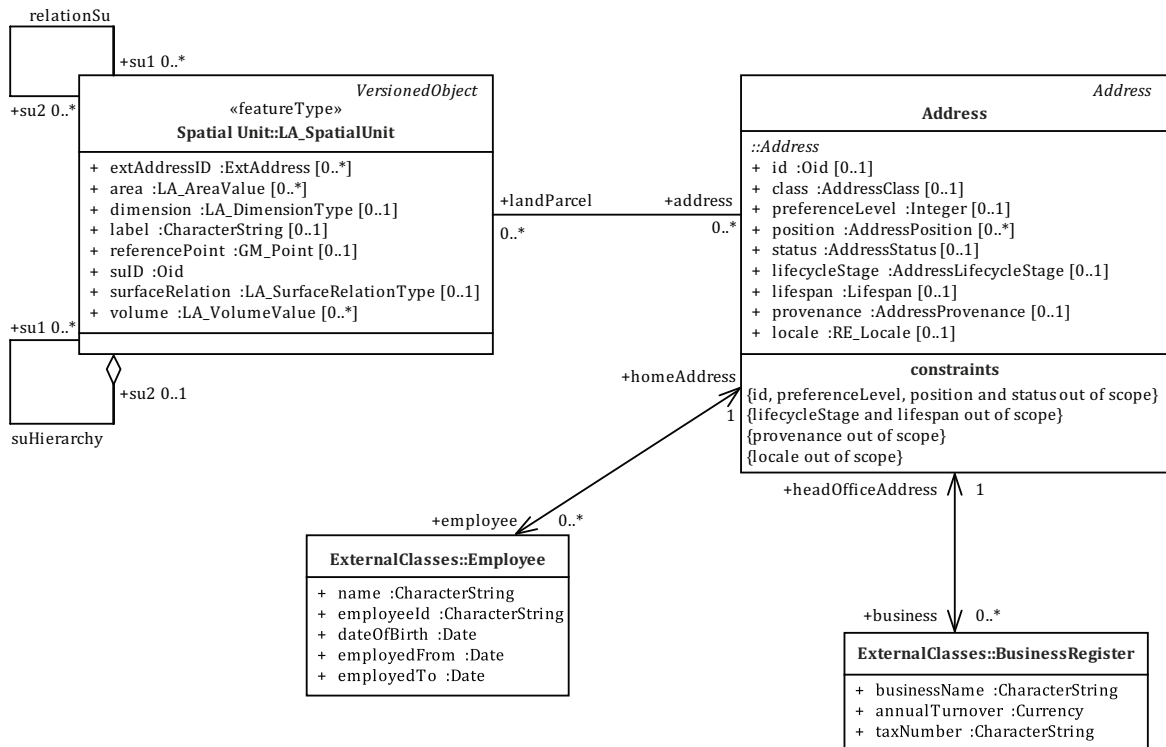 relationSu
+su1 0..*
+su2 0..*
VersionedObject
«featureType»
Spatial Unit::LA_SpatialUnit
+ extAddressID :ExtAddress [0..*]
+ area :LA_AreaValue [0..*]
+ dimension :LA_DimensionType [0..1]
+ label :CharacterString [0..1]
+ referencePoint :GM_Point [0..1]
+ suID :Oid
+ surfaceRelation :LA_SurfaceRelationType [0..1]
+ volume :LA_VolumeValue [0..*]
+su1 0..*
+su2 0..1
suHierarchy
+landParcel
0..*
+address
0..*
Address
Address
::Address
+ id :Oid [0..1]
+ class :AddressClass [0..1]
+ preferenceLevel :Integer [0..1]
+ position :AddressPosition [0..*]
+ status :AddressStatus [0..1]
+ lifecycleStage :AddressLifecycleStage [0..1]
+ lifespan :Lifespan [0..1]
+ provenance :AddressProvenance [0..1]
+ locale :RE_Locale [0..1]
constraints
{id, preferenceLevel, position and status out of scope}
{lifecycleStage and lifespan out of scope}
{provenance out of scope}
{locale out of scope}
+homeAddress
1
+employee 0..*
ExternalClasses::Employee
+ name :CharacterString
+ employeeId :CharacterString
+ dateOfBirth :Date
+ employedFrom :Date
+ employedTo :Date
+headOfficeAddress 1
+business 0..*
ExternalClasses::BusinessRegister
+ businessName :CharacterString
+ annualTurnover :Currency
+ taxNumber :CharacterString